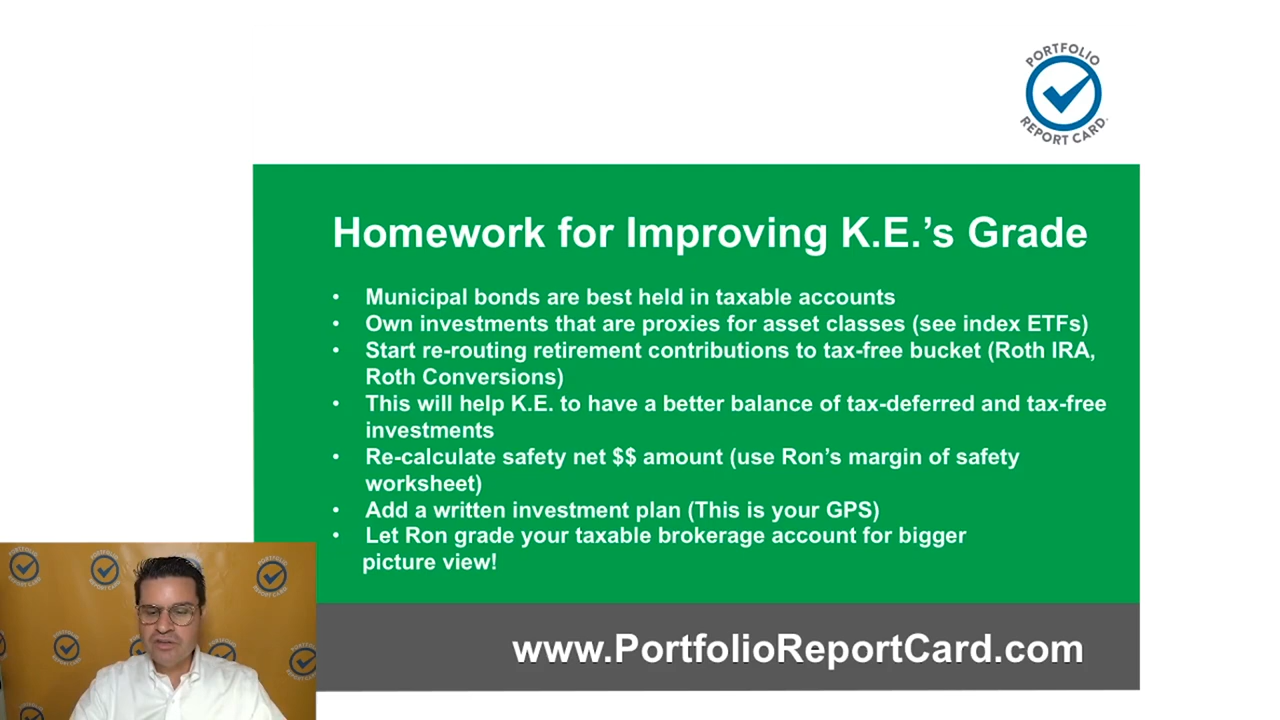 PORTFOLIO
REPORT CARD.
Homework for Improving K.E.’s Grade
• Municipal bonds are best held in taxable accounts
• Own investments that are proxies for asset classes (see index ETFs)
• Start re-routing retirement contributions to tax-free bucket (Roth IRA,
Roth Conversions)
• This will help K.E. to have a better balance of tax-deferred and tax-free
investments
• Re-calculate safety net $$ amount (use Ron’s margin of safety
worksheet)
• Add a written investment plan (This is your GPS)
• Let Ron grade your taxable brokerage account for bigger
picture view!
www.PortfolioReportCard.com